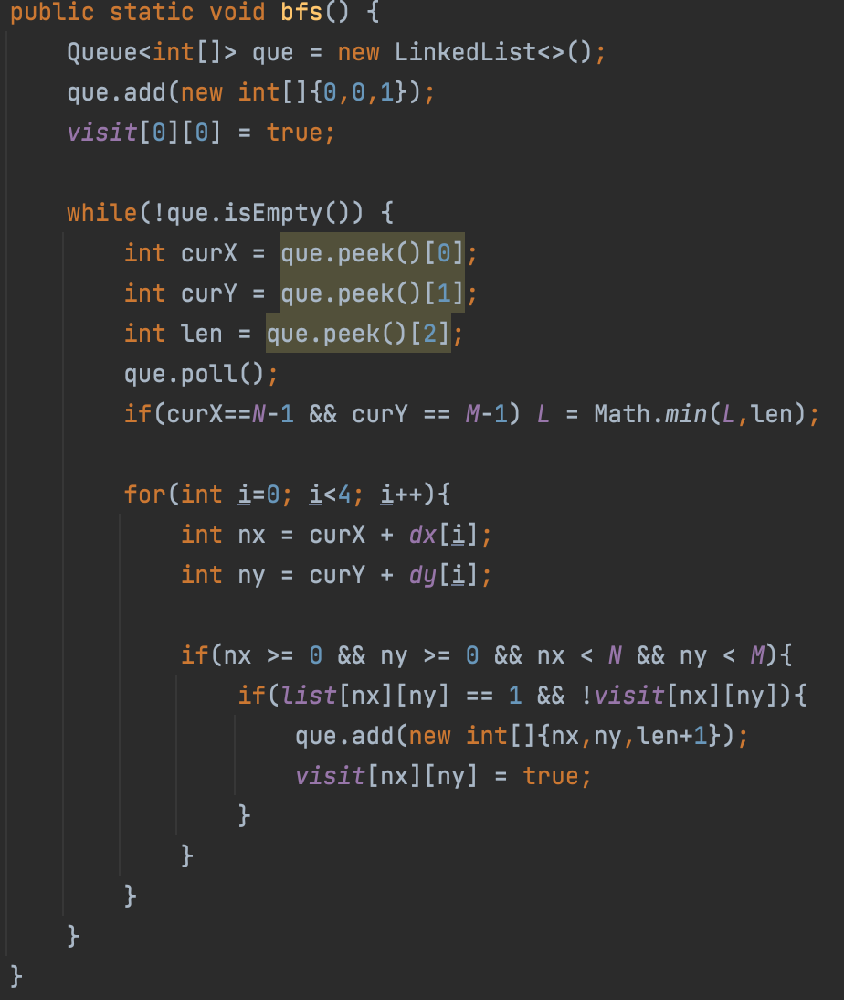 public static void bfs() {
    Queue<int[]> que = new LinkedList<>();
    que.add(new int[]{0,0,1});
    visit[0][0] = true;

    while(!que.isEmpty()) {
        int curX = que.peek()[0];
        int curY = que.peek()[1];
        int len = que.peek()[2];
        que.poll();
        if(curX==N-1 && curY == M-1) L = Math.min(L,len);

        for(int i=0; i<4; i++){
            int nx = curX + dx[i];
            int ny = curY + dy[i];

            if(nx >= 0 && ny >= 0 && nx < N && ny < M){
                if(list[nx][ny] == 1 && !visit[nx][ny]){
                    que.add(new int[]{nx,ny,len+1});
                    visit[nx][ny] = true;
                }
            }
        }
    }
}